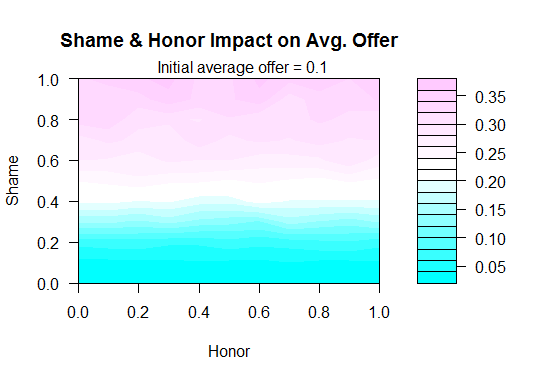 Shame & Honor Impact on Avg. Offer
Initial average offer = 0.1
1.0
0.8
0.6
0.4
0.2
0.0
Shame
0.0 0.2 0.4 0.6 0.8 1.0
Honor
0.35
0.30
0.25
0.20
0.15
0.10
0.05